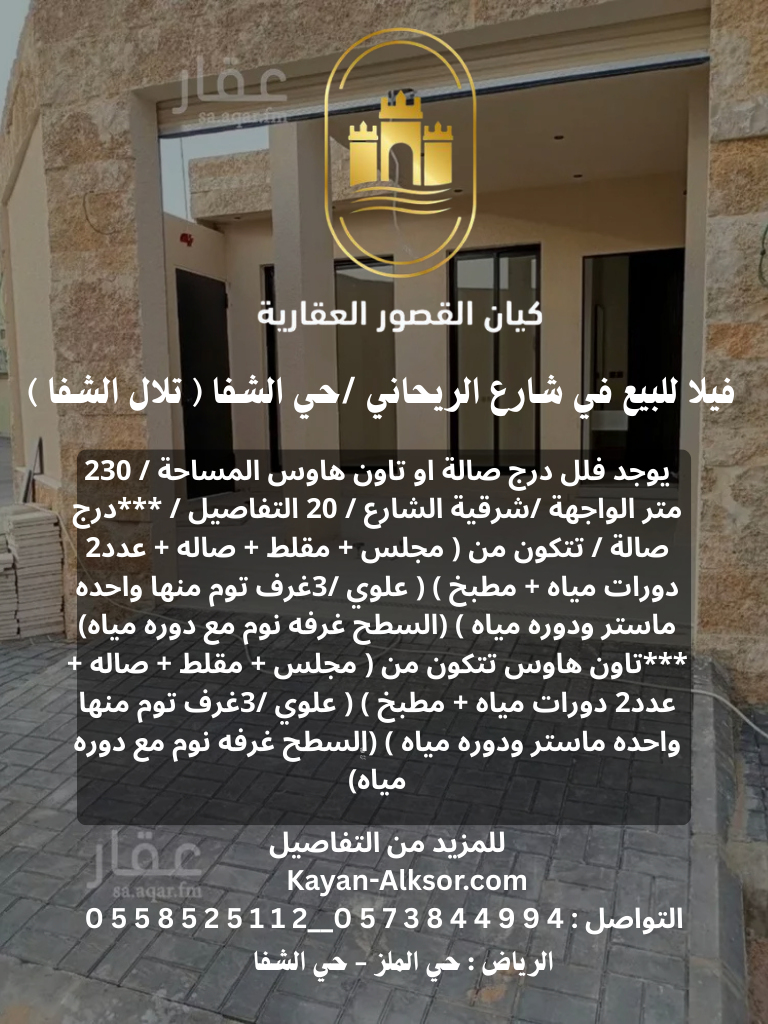 عقار
sa.aqar.fm
كيان القصور العقارية
فيلا للبيع في شارع الريحاني /حي الشفا ( تلال الشفا )
يوجد فلل درج صالة او تاون هاوس المساحة / 230
متر الواجهة /شرقية الشارع / 20 التفاصيل / ***درج
صالة / تتكون من ( مجلس + مقلط + صاله + عدد2
دورات مياه + مطبخ ) ( علوي /3غرف توم منها واحده
ماستر ودوره مياه ) (السطح غرفه نوم مع دوره مياه)
***تاون هاوس تتكون من ( مجلس + مقلط + صاله +
عدد2 دورات مياه + مطبخ ) ( علوي /3غرف توم منها
واحده ماستر ودوره مياه ) (السطح غرفه نوم مع دوره
مياه)
عقار
sa.aqar.fm
للمزيد من التفاصيل
Kayan-Alksor.com
التواصل : 0573844994__0558525112
الرياض : حي الملز - حي الشفا